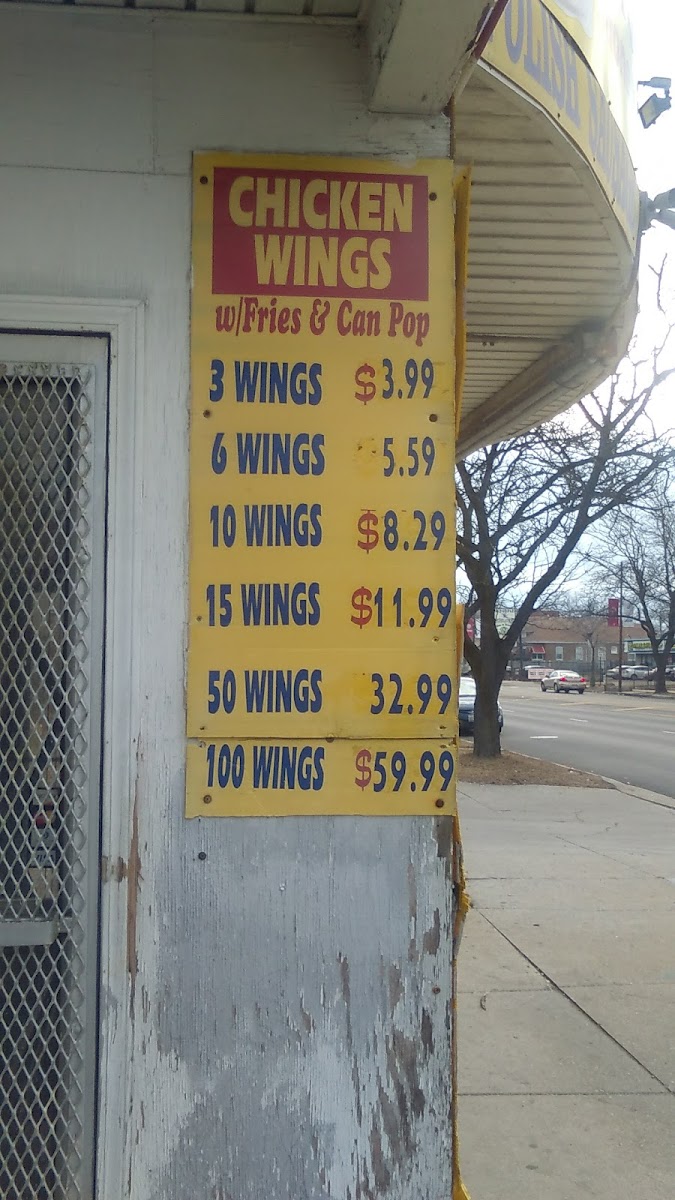 POLISH
CHICKEN
WINGS
w/Fries & Can Pop
3 WINGS $3.99
6 WINGS 5.59
10 WINGS $8.29
15 WINGS $11.99
50 WINGS 32.99
100 WINGS $59.99